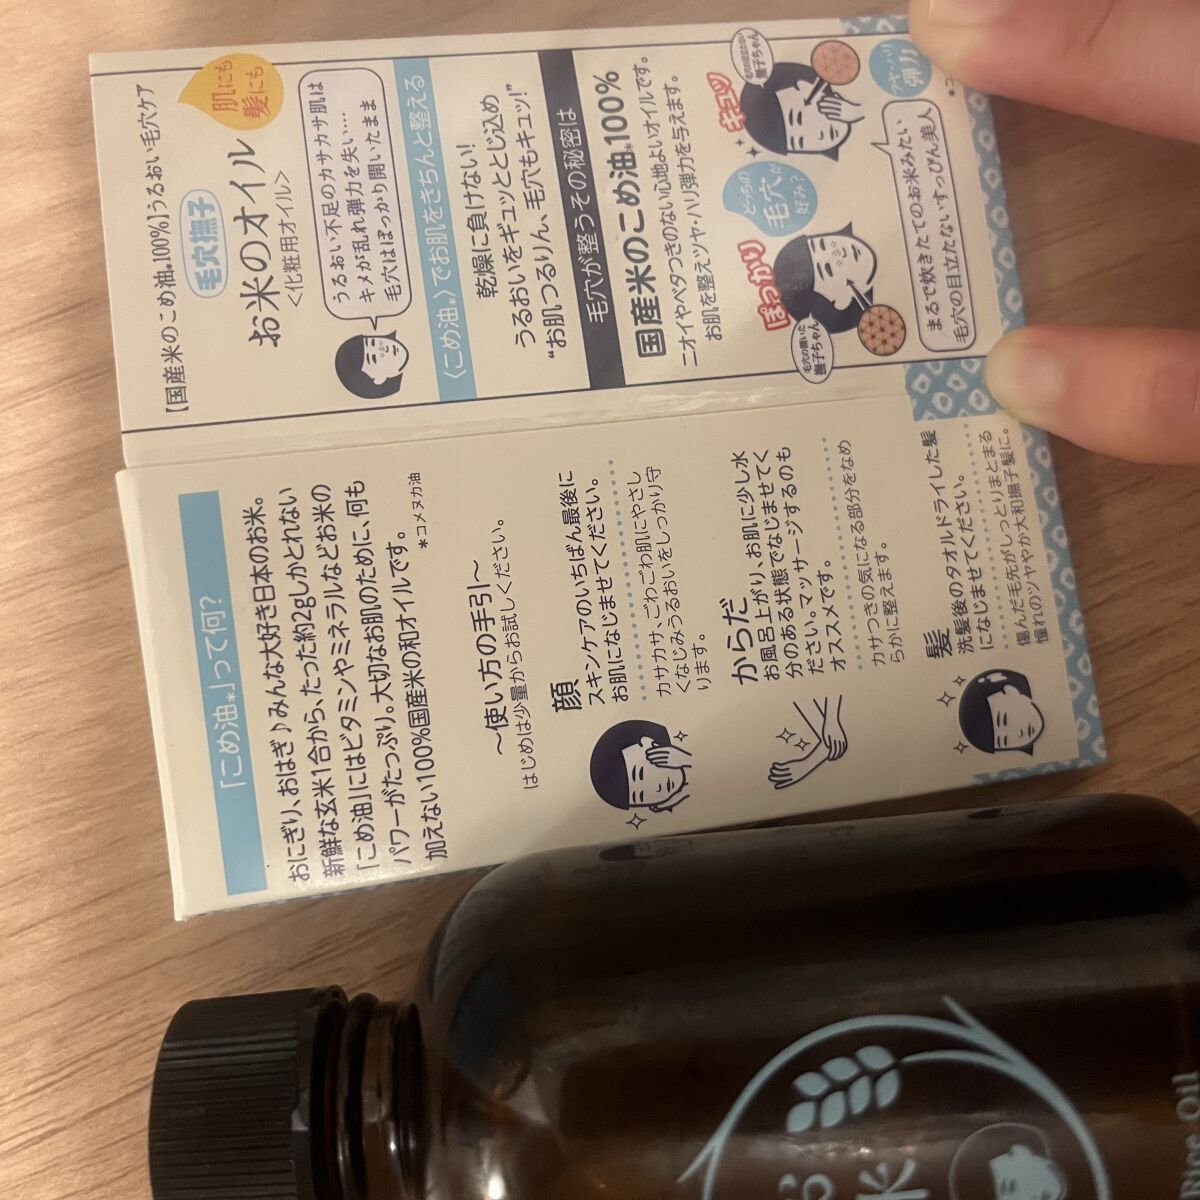 【国産米のこめ油*100%】うるおい毛穴ケア
毛穴撫子
お米のオイル
<化粧用オイル>
肌にも
髪にも
うるおい不足のカサカサ肌は
キメが乱れ弾力を失い…
毛穴はぽっかり開いたまま
〈こめ油*〉でお肌をきちんと整える
乾燥に負けない!
うるおいをギュッととじ込め
“お肌つるりん、毛穴もキュッ!”
毛穴が整うその秘密は
国産米のこめ油*100%
ニオイやベタつきのない心地よいオイルです。
お肌を整えツヤ・ハリ弾力を与えます。
ぽっかり
毛穴の開いた
撫子ちゃん
どっちの
毛穴が
好み?
キュッ
毛穴の目立たない
撫子ちゃん
ツヤ・ハリ
弾力
まるで炊きたてのお米みたい
毛穴の目立たないすっぴん美人
「こめ油*」って何?
おにぎり、おはぎ♪みんな大好き日本のお米。
新鮮な玄米1合から、たった約2gしかとれない
「こめ油」にはビタミンやミネラルなどお米の
パワーがたっぷり。大切なお肌のために、何も
加えない100%国産米の和オイルです。
*コメヌカ油
～使い方の手引～
はじめは少量からお試しください。
顔
スキンケアのいちばん最後に
お肌になじませてください。
カサカサ、ごわごわ肌にやさし
くなじみうるおいをしっかり守
ります。
からだ
お風呂上がり、お肌に少し水
分のある状態でなじませてく
ださい。マッサージするのも
オススメです。
カサつきの気になる部分をなめ
らかに整えます。
髪
洗髪後のタオルドライした髪
になじませてください。
傷んだ毛先がしっとりまとまる
憧れのツヤやか大和撫子髪に。
お
米
Rice Oil